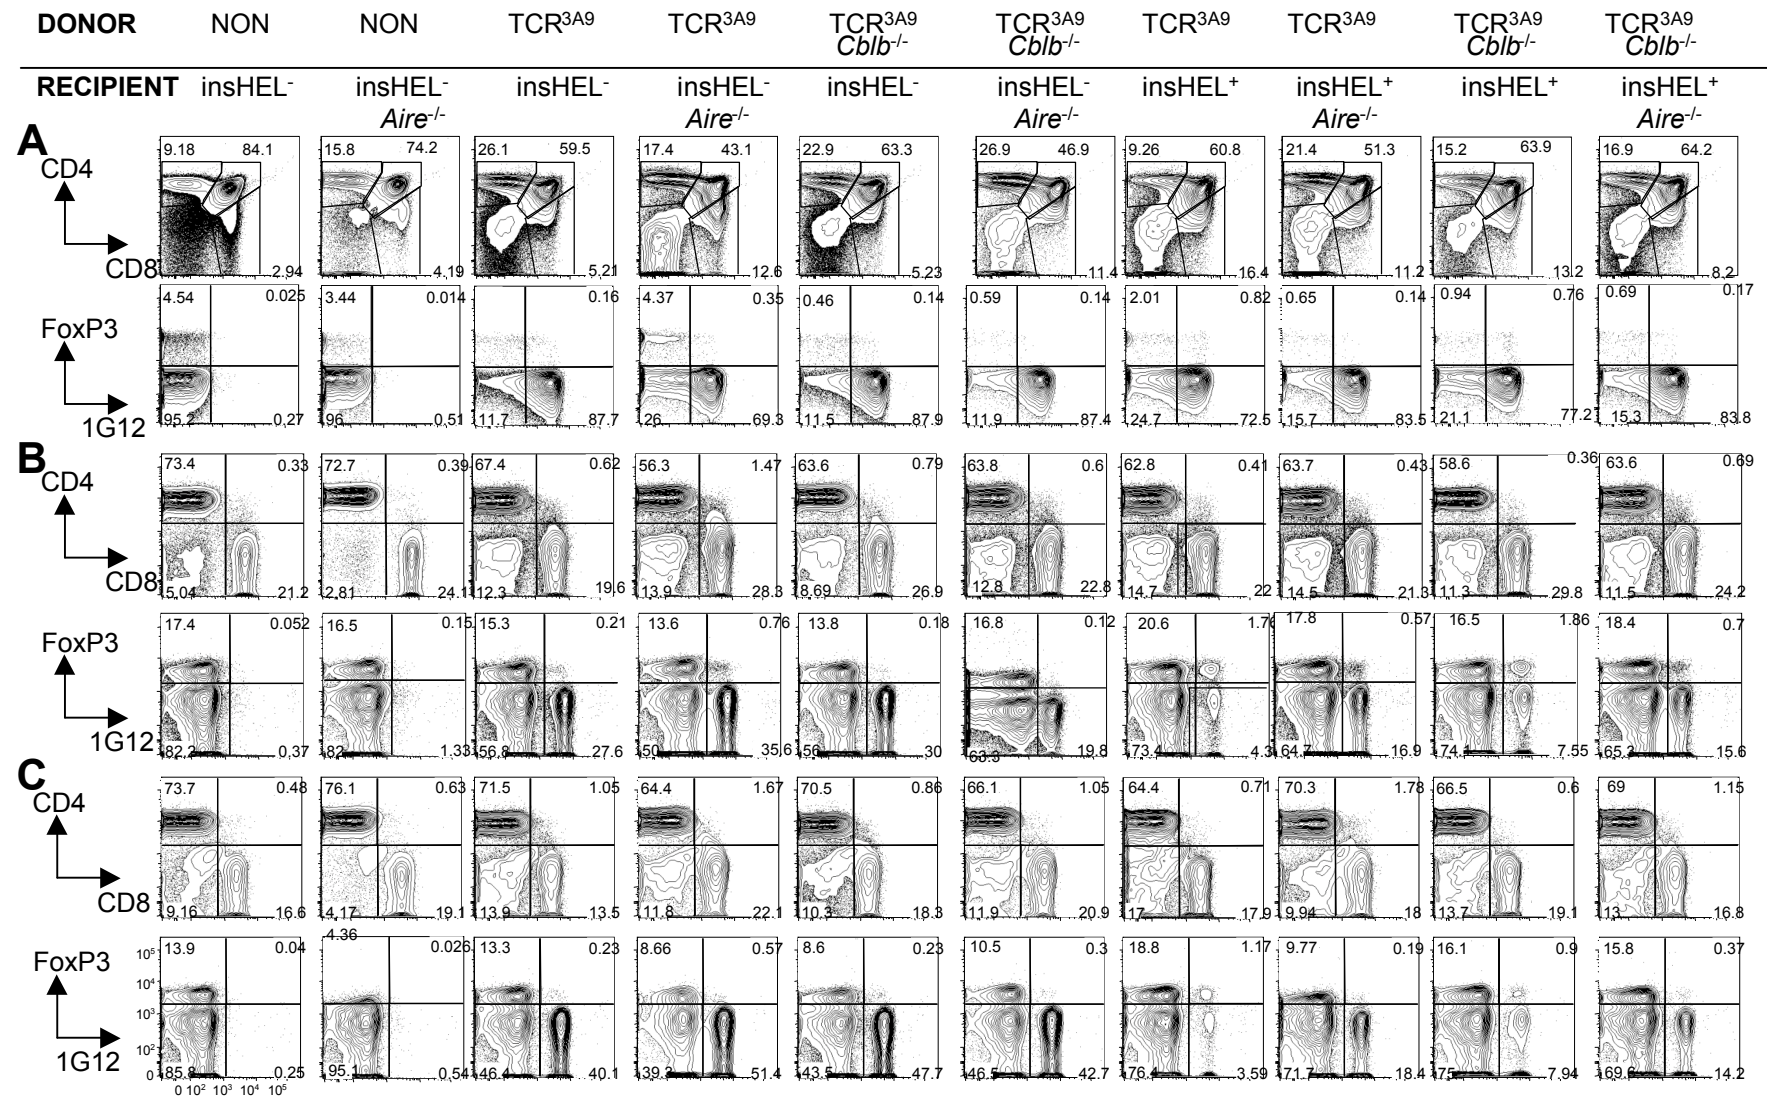 DONOR NON NON TCR3A9 TCR3A9 TCR3A9 TCR3A9 TCR3A9 TCR3A9 TCR3A9 TCR3A9
Cblb-/- Cblb-/- Cblb-/- Cblb-/-
RECIPIENT insHEL- insHEL- insHEL- insHEL- insHEL- insHEL- insHEL+ insHEL+ insHEL+ insHEL+
Aire-/- Aire-/- Aire-/- Aire-/- Aire-/-
A
9.18 84.1 15.8 74.2 26.1 59.5 17.4 43.1 22.9 63.3 26.9 46.9 9.26 60.8 21.4 51.3 15.2 63.9 16.9 64.2
CD4
CD8
2.94 4.19 5.21 12.6 5.23 11.4 16.4 11.2 13.2 8.2
4.54 0.025 3.44 0.014 0.16 4.37 0.35 0.46 0.14 0.59 0.14 2.01 0.82 0.65 0.14 0.94 0.76 0.69 0.17
FoxP3
1G12
95.2 0.27 96 0.51 11.7 87.7 26 69.3 11.5 87.9 11.9 87.4 24.7 72.5 15.7 83.5 21.1 77.2 15.3 83.8
B
73.4 0.33 72.7 0.39 67.4 0.62 56.3 1.47 63.6 0.79 63.8 0.6 62.8 0.41 63.7 0.43 58.6 0.36 63.6 0.69
CD4
CD8
5.04 21.2 2.81 24.1 12.3 19.6 13.9 28.3 8.69 26.9 12.8 22.8 14.7 22 14.5 21.3 11.3 29.8 11.5 24.2
17.4 0.052 16.5 0.15 15.3 0.21 13.6 0.76 13.8 0.18 16.8 0.12 20.6 1.76 17.8 0.57 16.5 1.86 18.4 0.7
FoxP3
1G12
82.2 0.37 82 1.33 56.8 27.6 50 35.6 56 30 63.3 19.8 73.4 4.3 64.7 16.9 74.1 7.55 65.3 15.6
C
73.7 0.48 76.1 0.63 71.5 1.05 64.4 1.67 70.5 0.86 66.1 1.05 64.4 0.71 70.3 1.78 66.5 0.6 69 1.15
CD4
CD8
9.16 16.6 4.17 19.1 13.9 13.5 11.8 22.1 10.3 18.3 11.9 20.9 17 17.9 9.94 18 13.7 19.1 13 16.8
13.9 0.04 4.36 0.026 13.3 0.23 8.66 0.57 8.6 0.23 10.5 0.3 18.8 1.17 9.77 0.19 16.1 0.9 15.8 0.37
FoxP3
1G12
105
104
103
102
0
85.8 0.25 95.1 0.54 46.4 40.1 39.3 51.4 43.5 47.7 46.5 42.7 76.4 3.59 71.7 18.4 75 7.94 69.6 14.2
0 102 103 104 105